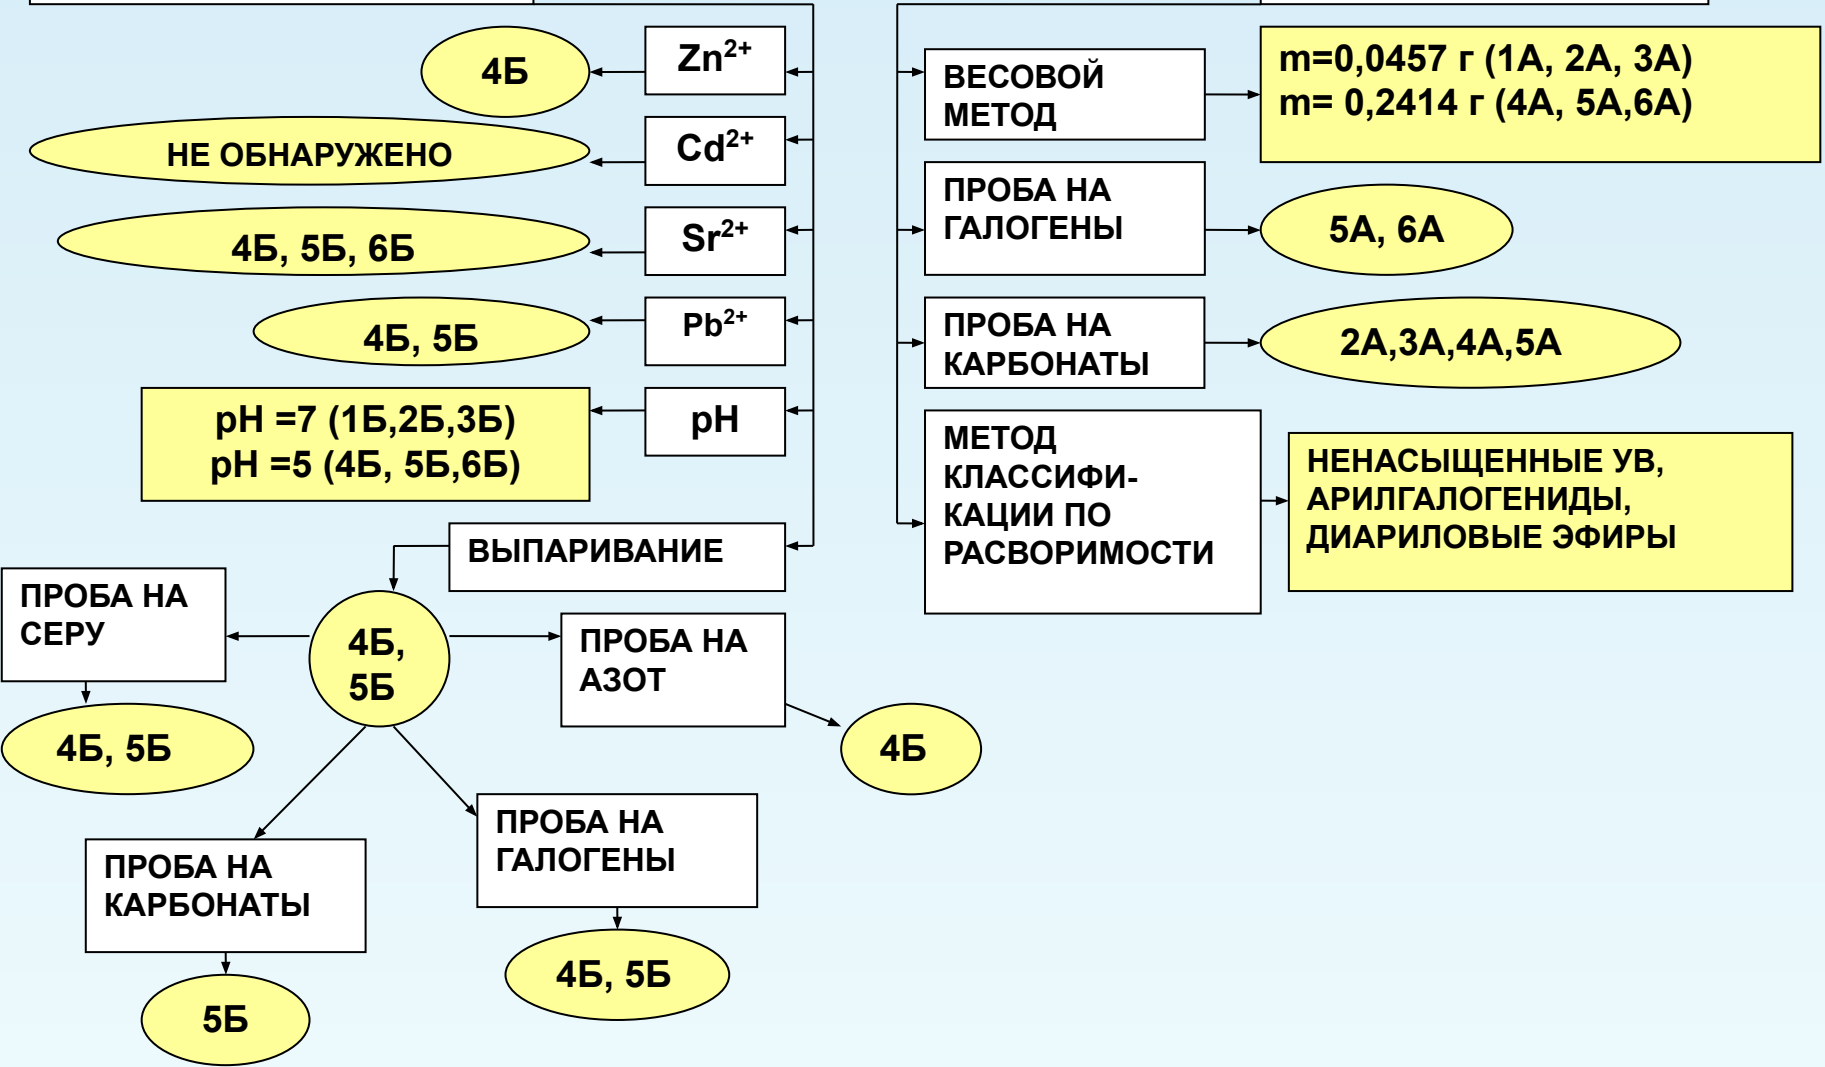 4Б
Zn²⁺
НЕ ОБНАРУЖЕНО
Cd²⁺
4Б, 5Б, 6Б
Sr²⁺
4Б, 5Б
Pb²⁺
pH =7 (1Б,2Б,3Б)
pH =5 (4Б, 5Б,6Б)
pH
ВЫПАРИВАНИЕ
ПРОБА НА
СЕРУ
4Б,
5Б
ПРОБА НА
АЗОТ
4Б, 5Б
4Б
ПРОБА НА
КАРБОНАТЫ
ПРОБА НА
ГАЛОГЕНЫ
5Б
4Б, 5Б
ВЕСОВОЙ
МЕТОД
m=0,0457 г (1А, 2А, 3А)
m= 0,2414 г (4А, 5А,6А)
ПРОБА НА
ГАЛОГЕНЫ
5А, 6А
ПРОБА НА
КАРБОНАТЫ
2А,3А,4А,5А
МЕТОД
КЛАССИФИ-
КАЦИИ ПО
РАСВОРИМОСТИ
НЕНАСЫЩЕННЫЕ УВ,
АРИЛГАЛОГЕНИДЫ,
ДИАРИЛОВЫЕ ЭФИРЫ